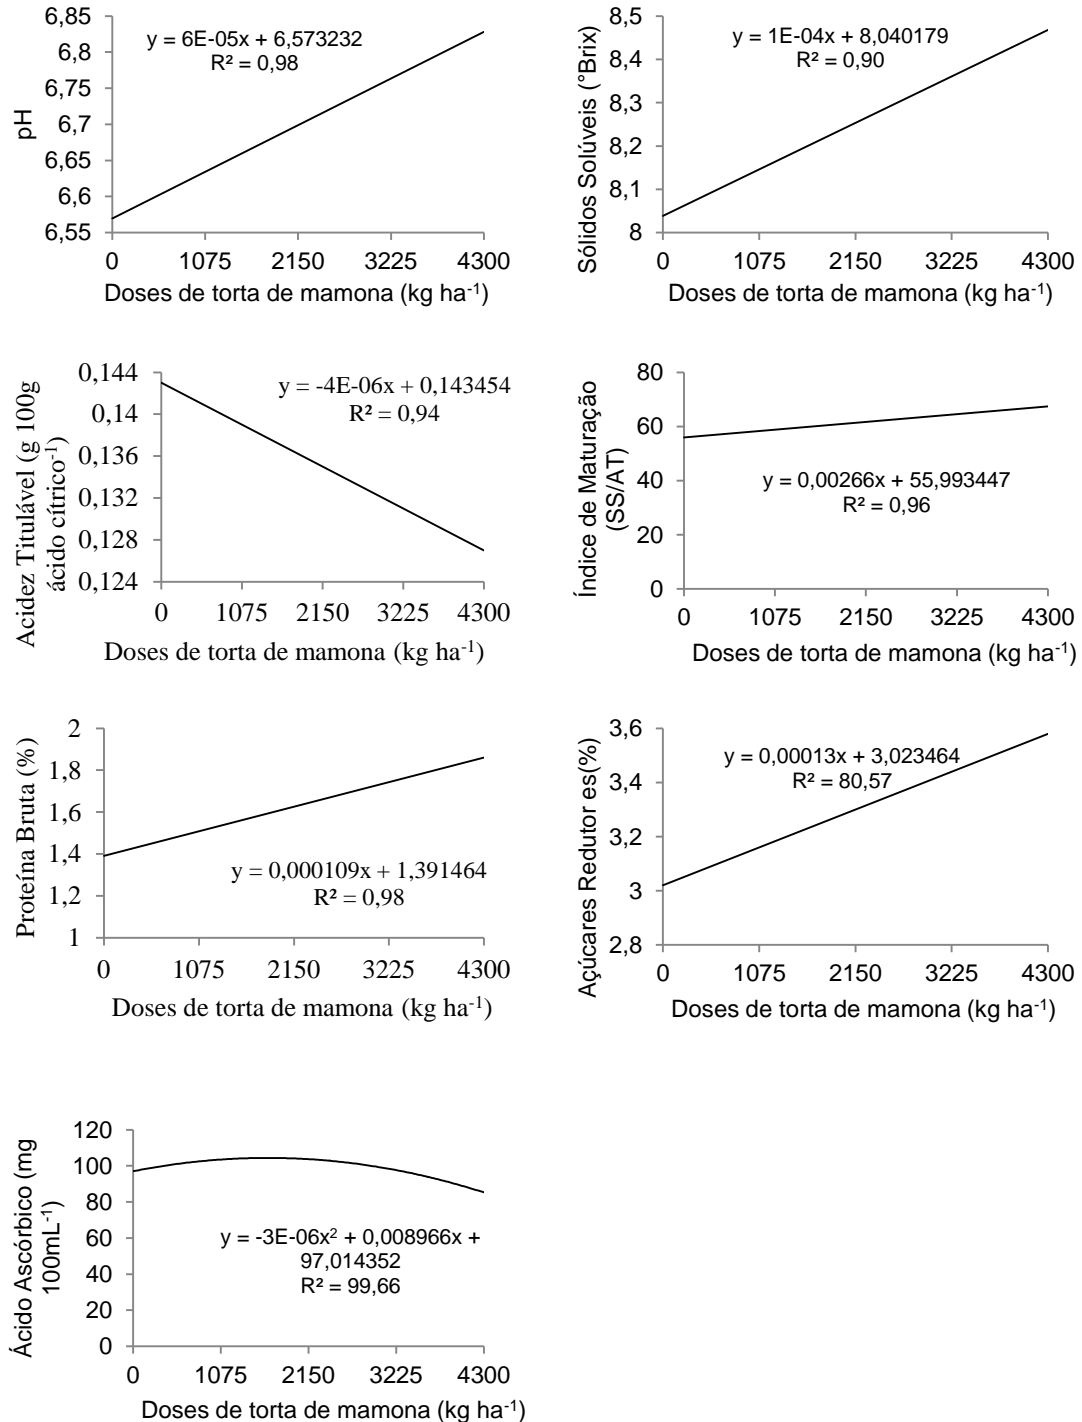 6,85
6,8
6,75
6,7
6,65
6,6
6,55
pH
y = 6E-05x + 6,573232
R² = 0,98
0 1075 2150 3225 4300
Doses de torta de mamona (kg ha-1)
8,5
8,4
8,3
8,2
8,1
8
Sólidos Solúveis (°Brix)
y = 1E-04x + 8,040179
R² = 0,90
0 1075 2150 3225 4300
Doses de torta de mamona (kg ha-1)
0,144
0,14
0,136
0,132
0,128
0,124
Acidez Titulável (g 100g
ácido cítrico-1)
y = -4E-06x + 0,143454
R² = 0,94
0 1075 2150 3225 4300
Doses de torta de mamona (kg ha-1)
80
60
40
20
0
Índice de Maturação
(SS/AT)
y = 0,00266x + 55,993447
R² = 0,96
0 1075 2150 3225 4300
Doses de torta de mamona (kg ha-1)
2
1,8
1,6
1,4
1,2
1
Proteína Bruta (%)
y = 0,000109x + 1,391464
R² = 0,98
0 1075 2150 3225 4300
Doses de torta de mamona (kg ha-1)
3,6
3,4
3,2
3
2,8
Açúcares Redutor es(%)
y = 0,00013x + 3,023464
R² = 80,57
0 1075 2150 3225 4300
Doses de torta de mamona (kg ha-1)
120
100
80
60
40
20
0
Ácido Ascórbico (mg
100mL-1)
y = -3E-06x² + 0,008966x +
97,014352
R² = 99,66
0 1075 2150 3225 4300
Doses de torta de mamona (kg ha-1)